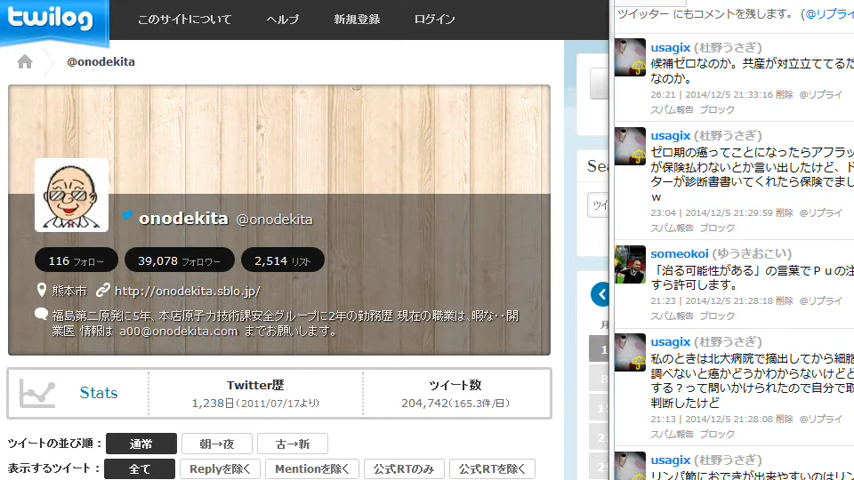 twilog
このサイトについて ヘルプ 新規登録 ログイン
@onodekita
onodekita @onodekita
116 フォロー 39,078 フォロワー 2,514 リスト
熊本市 http://onodekita.sblo.jp/
福島第二原発に5年、本店原子力技術課安全グループに2年の勤務歴 現在の職業は、暇な・・開
業医 情報は a00@onodekita.com までお願いします。
Stats
Twitter歴
1,238日(2011/07/17より)
ツイート数
204,742(165.3件/日)
ツイートの並び順： 通常 朝→夜 古→新
表示するツイート： 全て Replyを除く Mentionを除く 公式RTのみ 公式RTを除く
Sea
ツイ
月
1
8
15
22
29
ツイッター にもコメントを残します。 (@リプライ
usagix (杜野うさぎ)
候補ゼロなのか。共産が対立立ててるだ
なのか。
26:21 | 2014/12/5 21:33:16 削除 @リプライ
スパム報告 ブロック
usagix (杜野うさぎ)
ゼロ期の癌ってことになったらアフラッ
が保険払わないとか言い出したけど、ド
ターが診断書書いてくれたら保険でまし
w
23:04 | 2014/12/5 21:29:59 削除 @リプライ
スパム報告 ブロック
someokoi (ゆうきおこい)
「治る可能性がある」の言葉でＰｕの注
すら許可します。
21:23 | 2014/12/5 21:28:18 削除 @リプライ
スパム報告 ブロック
usagix (杜野うさぎ)
私のときは北大病院で摘出してから細胞
調べないと癌かどうかわからないけどと
する？って問いかけられたので自分で取
判断したけど
21:13 | 2014/12/5 21:28:08 削除 @リプライ
スパム報告 ブロック
usagix (杜野うさぎ)
リンパ節におできが出来やすいのはリン